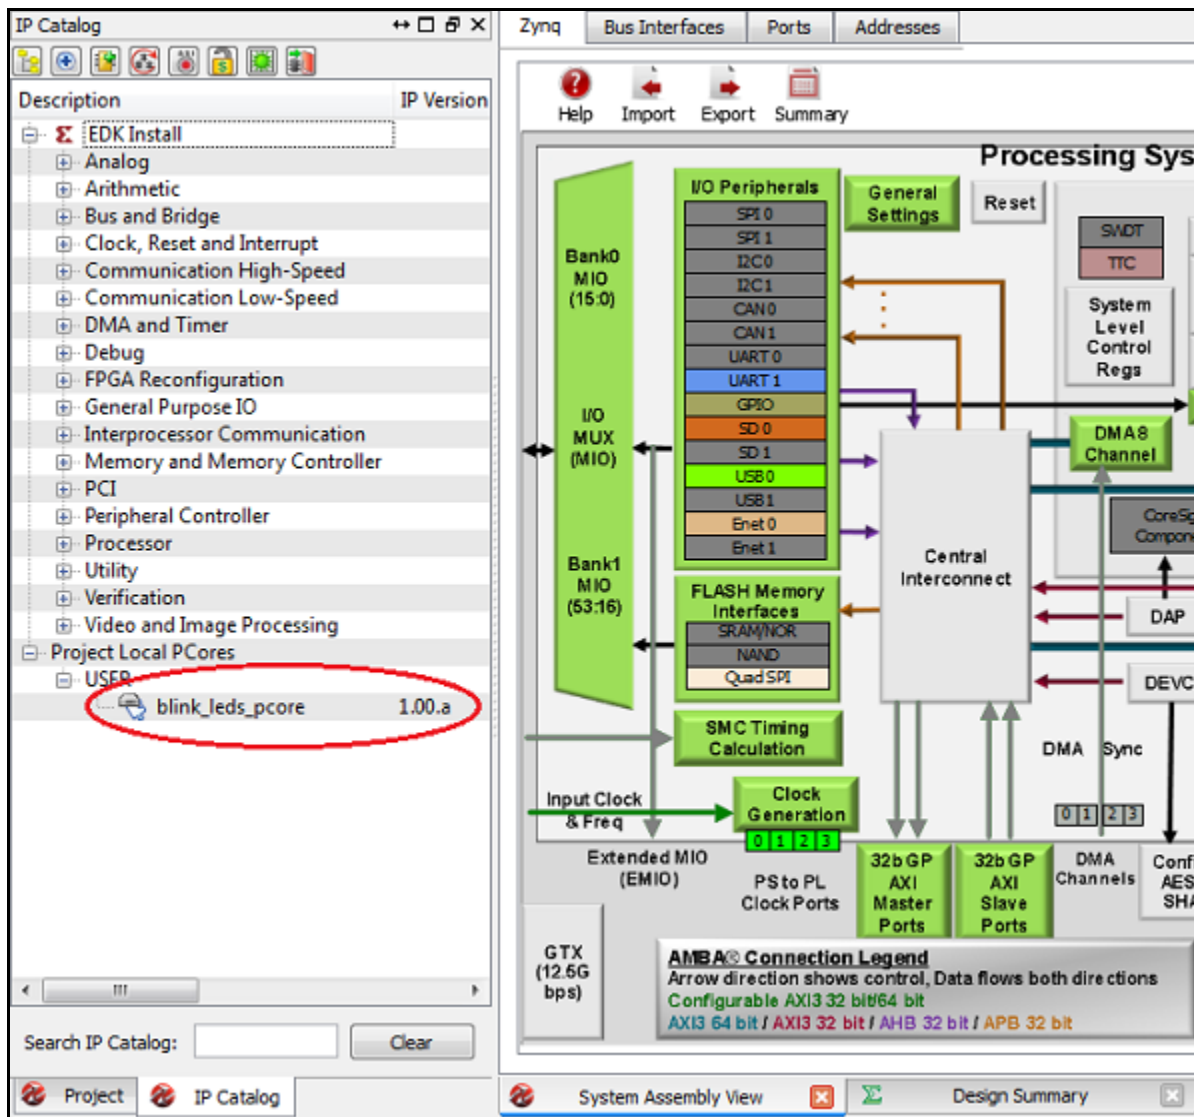 IP Catalog
Description IP Version
EDK Install
Analog
Arithmetic
Bus and Bridge
Clock, Reset and Interrupt
Communication High-Speed
Communication Low-Speed
DMA and Timer
Debug
FPGA Reconfiguration
General Purpose IO
Interprocessor Communication
Memory and Memory Controller
PCI
Peripheral Controller
Processor
Utility
Verification
Video and Image Processing
Project Local PCores
USER
blink_leds_pcore 1.00.a
Search IP Catalog: Clear
Project IP Catalog
Zynq Bus Interfaces Ports Addresses
Help Import Export Summary
Processing Sys
Bank0
MIO
(15:0)
I/O
MUX
(MIO)
Bank1
MIO
(53:16)
I/O Peripherals
SPI 0
SPI 1
I2C 0
I2C 1
CAN 0
CAN 1
UART 0
UART 1
GPIO
SD 0
SD 1
USB 0
USB 1
Enet 0
Enet 1
FLASH Memory
Interfaces
SRAM/NOR
NAND
Quad SPI
SMC Timing
Calculation
General
Settings
Reset
SWDT
TTC
System
Level
Control
Regs
DMA8
Channel
CoreSig
Compone
Central
Interconnect
DAP
DEVC
DMA Sync
0 1 2 3
Input Clock
& Freq
Clock
Generation
0 1 2 3
Extended MIO
(EMIO)
PS to PL
Clock Ports
32b GP
AXI
Master
Ports
32b GP
AXI
Slave
Ports
DMA
Channels
Conf
AES
SHA
GTX
(12.5G
bps)
AMBA® Connection Legend
Arrow direction shows control, Data flows both directions
Configurable AXI3 32 bit/64 bit
AXI3 64 bit / AXI3 32 bit / AHB 32 bit / APB 32 bit
System Assembly View Design Summary